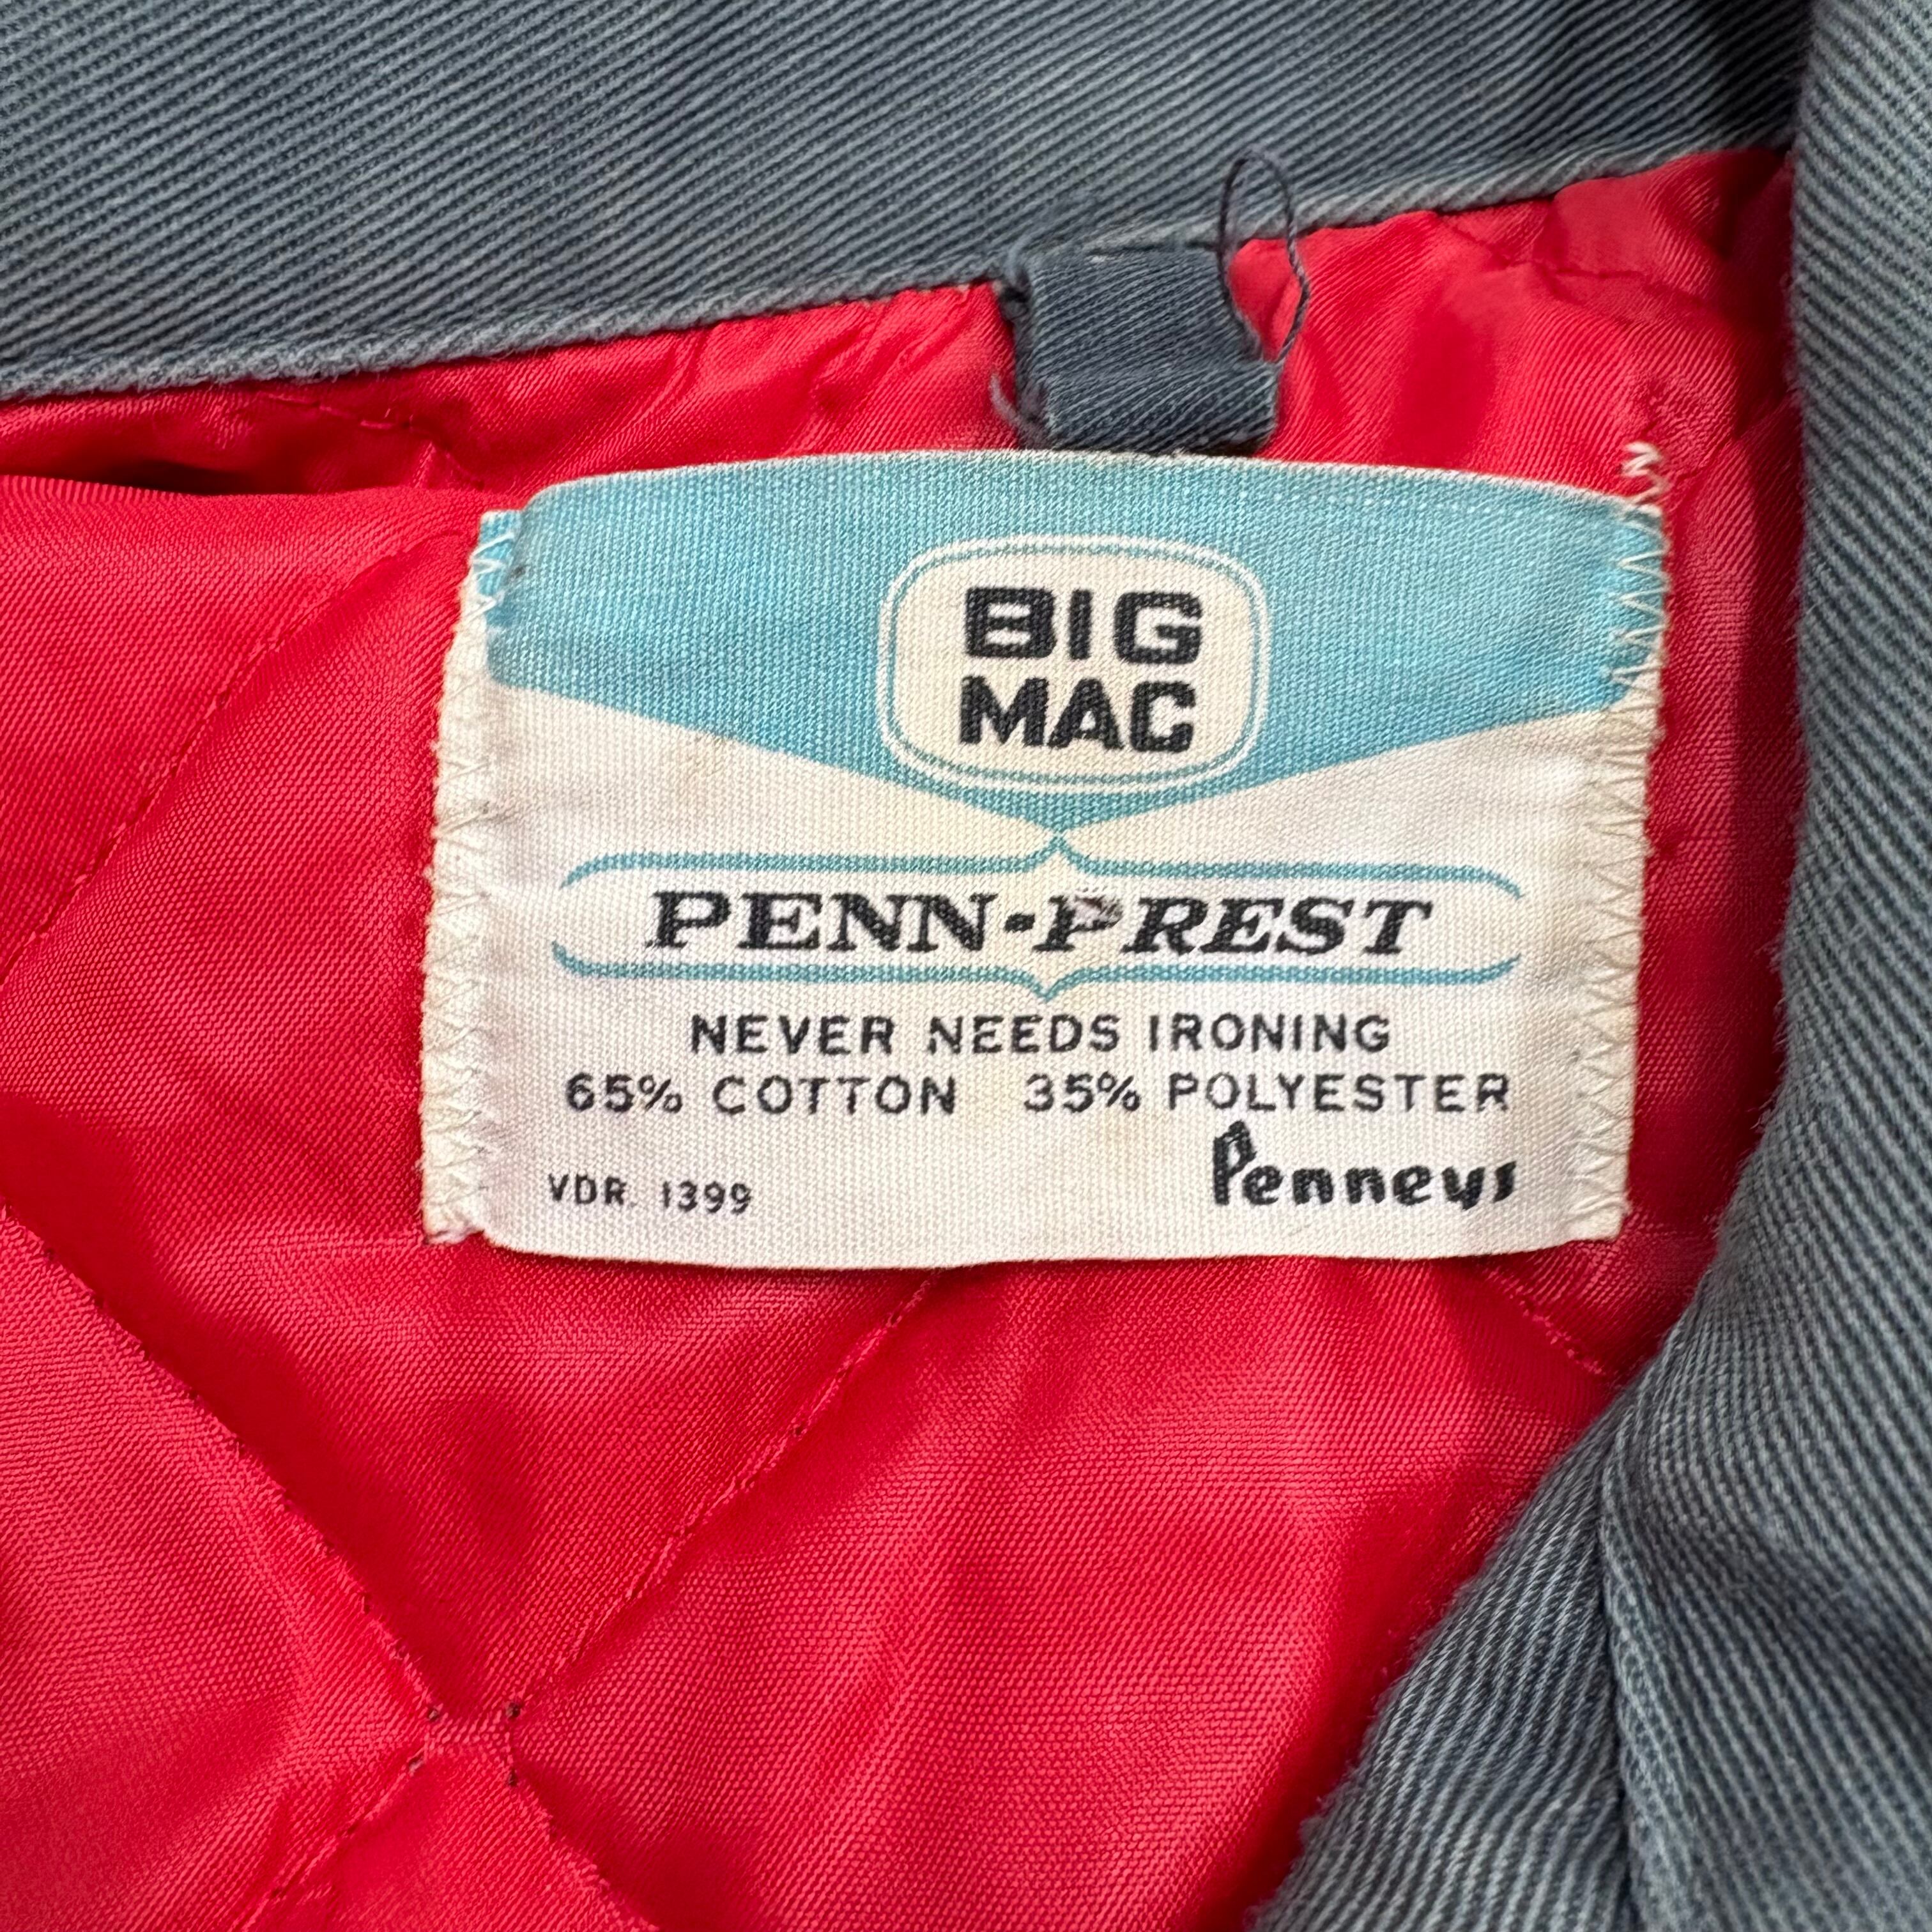 BIG
MAC
PENN-PREST
NEVER NEEDS IRONING
65% COTTON 35% POLYESTER
Penneys
VDR. 1399